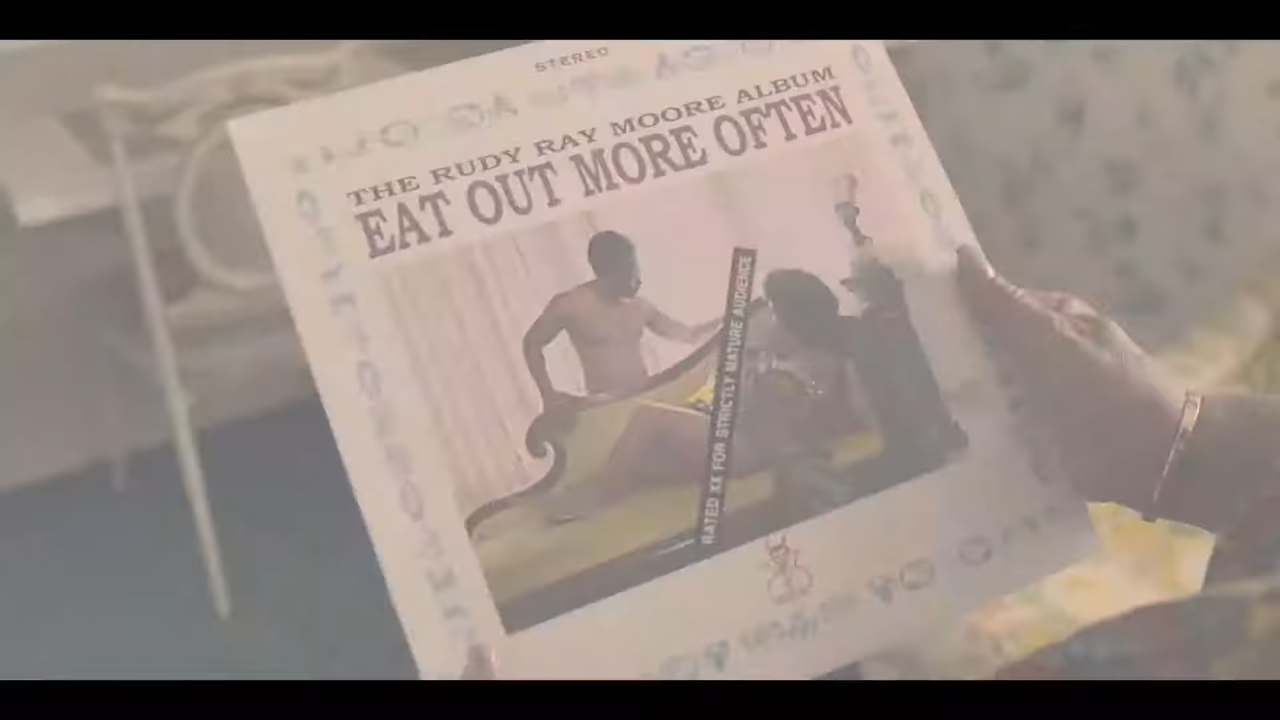 STEREO
THE RUDY RAY MOORE ALBUM
EAT OUT MORE OFTEN
RATED XX FOR STRICTLY MATURE AUDIENCE